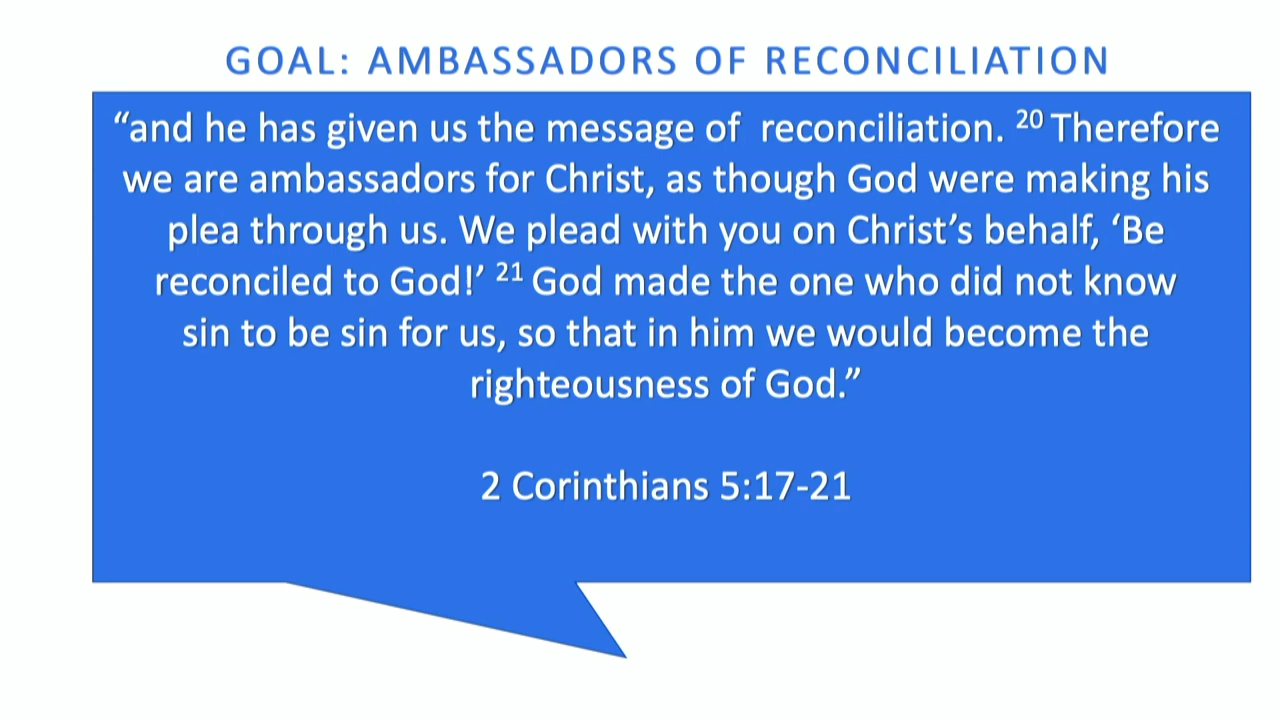 GOAL: AMBASSADORS OF RECONCILIATION
“and he has given us the message of  reconciliation. 20 Therefore
we are ambassadors for Christ, as though God were making his
plea through us. We plead with you on Christ’s behalf, ‘Be
reconciled to God!’ 21 God made the one who did not know
sin to be sin for us, so that in him we would become the
righteousness of God.”
2 Corinthians 5:17-21